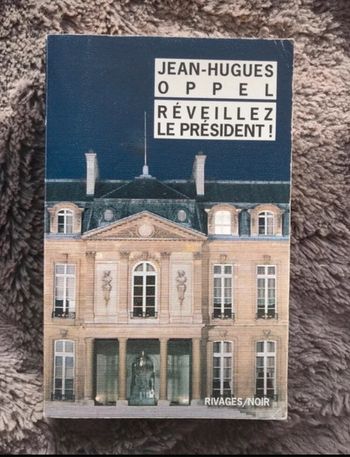 JEAN-HUGUES
OPPEL
RÉVEILLEZ
LE PRÉSIDENT !
RIVAGES/NOIR